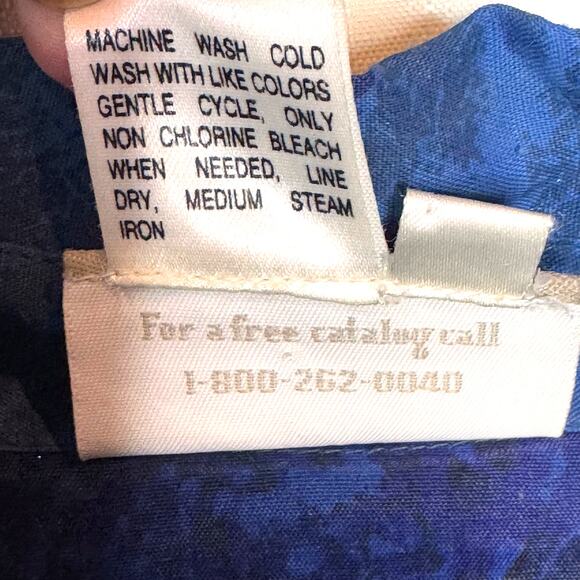 MACHINE WASH COLD
WASH WITH LIKE COLORS
GENTLE CYCLE, ONLY
NON CHLORINE BLEACH
WHEN NEEDED, LINE
DRY, MEDIUM STEAM
IRON
For a free catalog call
1-800-262-0040